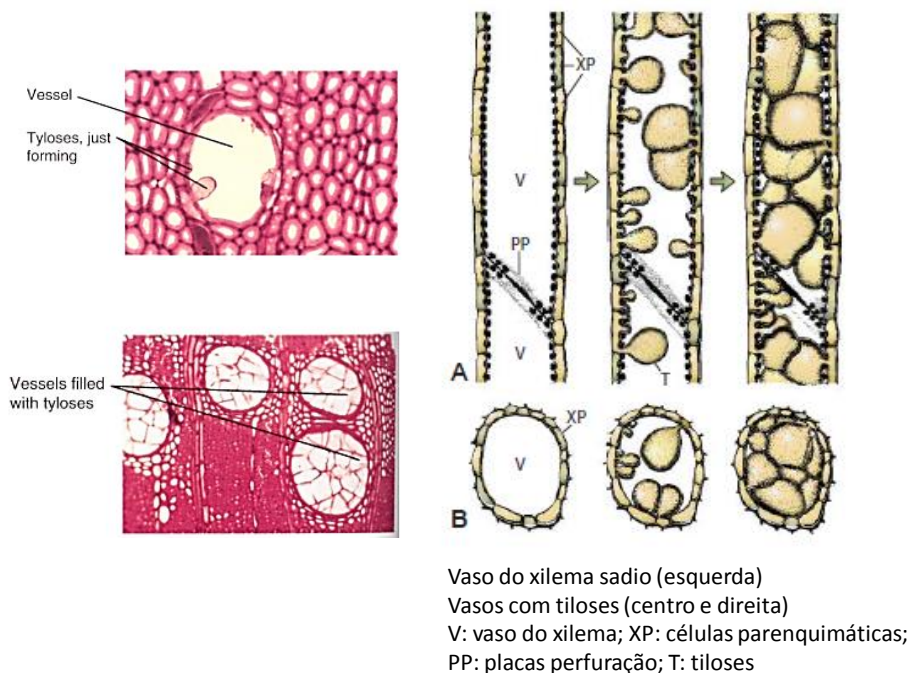 Vessel
Tyloses, just
forming
Vessels filled
with tyloses
XP
V
PP
V
A
T
XP
V
B
Vaso do xilema sadio (esquerda)
Vasos com tiloses (centro e direita)
V: vaso do xilema; XP: células parenquimáticas;
PP: placas perfuração; T: tiloses